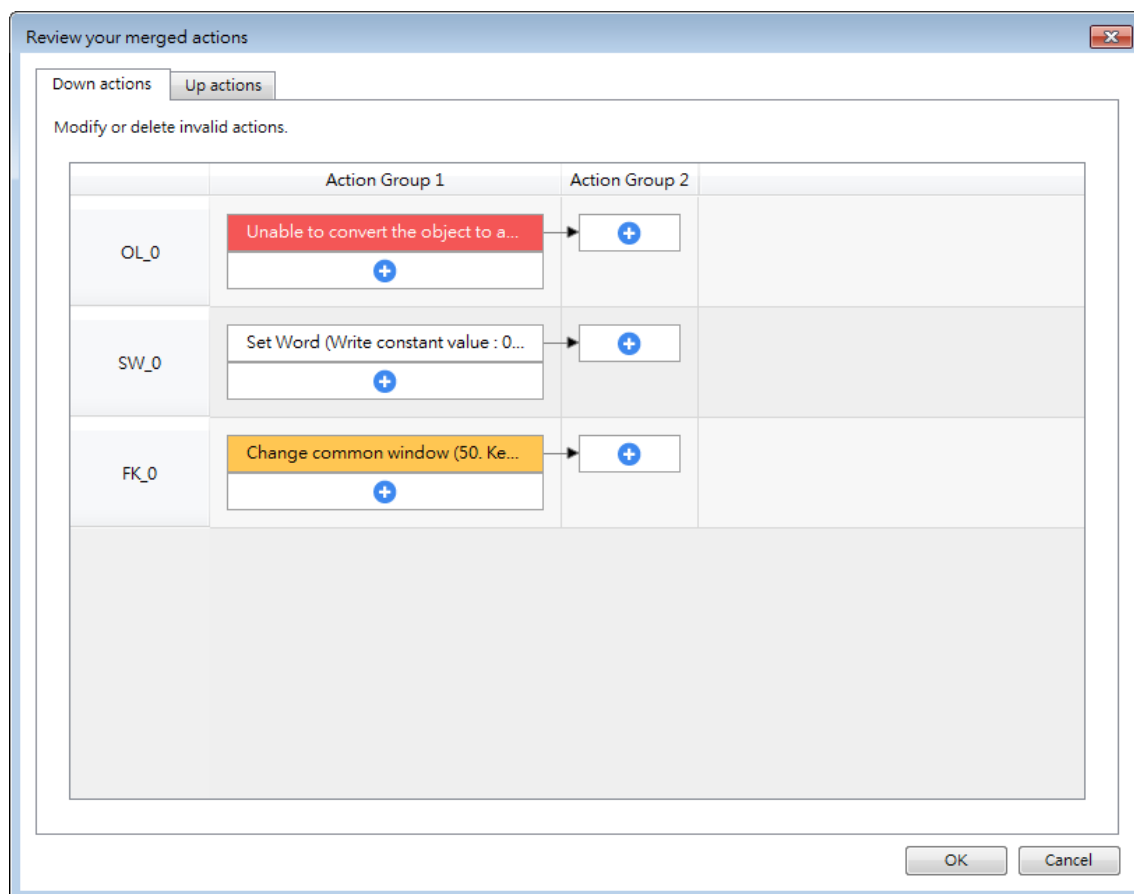 Review your merged actions
Down actions
Up actions
Modify or delete invalid actions.
Action Group 1
Action Group 2
OL_0
Unable to convert the object to a...
SW_0
Set Word (Write constant value : 0...
FK_0
Change common window (50. Ke...
OK
Cancel